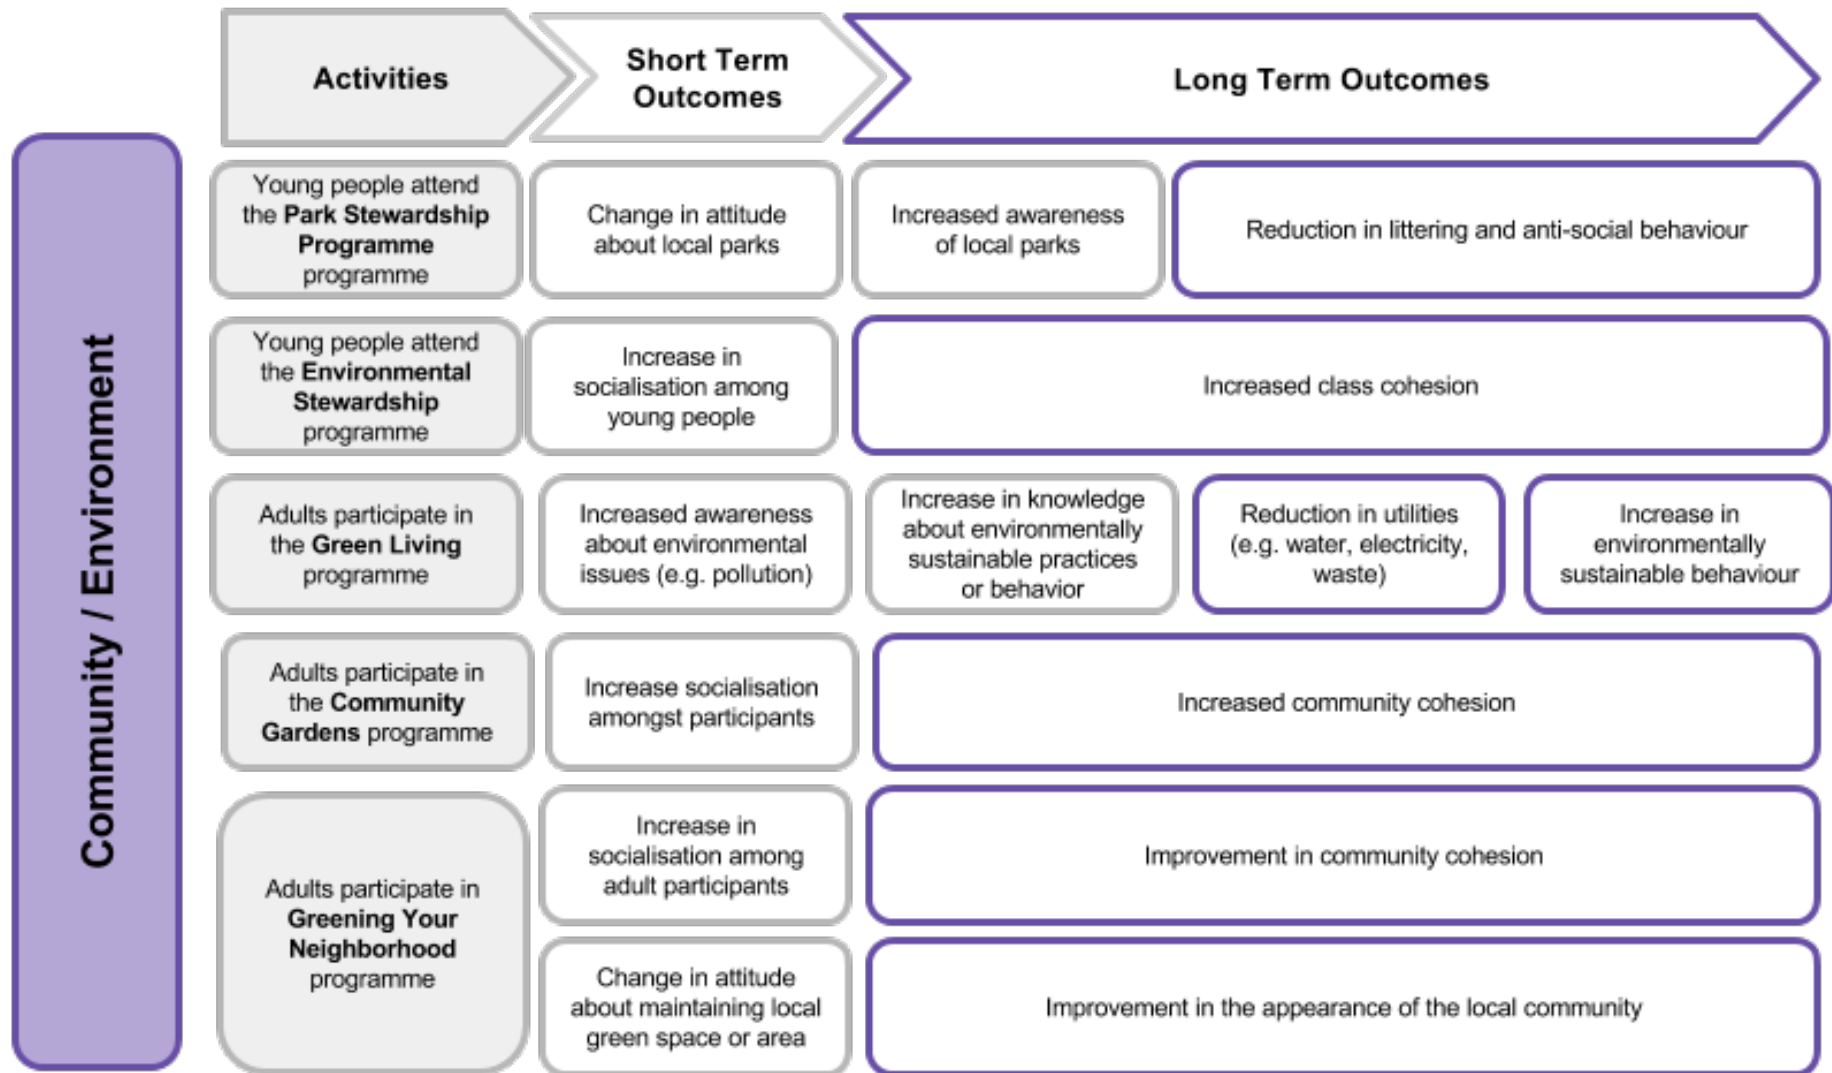 Activities
Short Term
Outcomes
Long Term Outcomes
Community / Environment
Young people attend
the Park Stewardship
Programme
programme
Change in attitude
about local parks
Increased awareness
of local parks
Reduction in littering and anti-social behaviour
Young people attend
the Environmental
Stewardship
programme
Increase in
socialisation among
young people
Increased class cohesion
Adults participate in
the Green Living
programme
Increased awareness
about environmental
issues (e.g. pollution)
Increase in knowledge
about environmentally
sustainable practices
or behavior
Reduction in utilities
(e.g. water, electricity,
waste)
Increase in
environmentally
sustainable behaviour
Adults participate in
the Community
Gardens programme
Increase socialisation
amongst participants
Increased community cohesion
Adults participate in
Greening Your
Neighborhood
programme
Increase in
socialisation among
adult participants
Improvement in community cohesion
Change in attitude
about maintaining local
green space or area
Improvement in the appearance of the local community